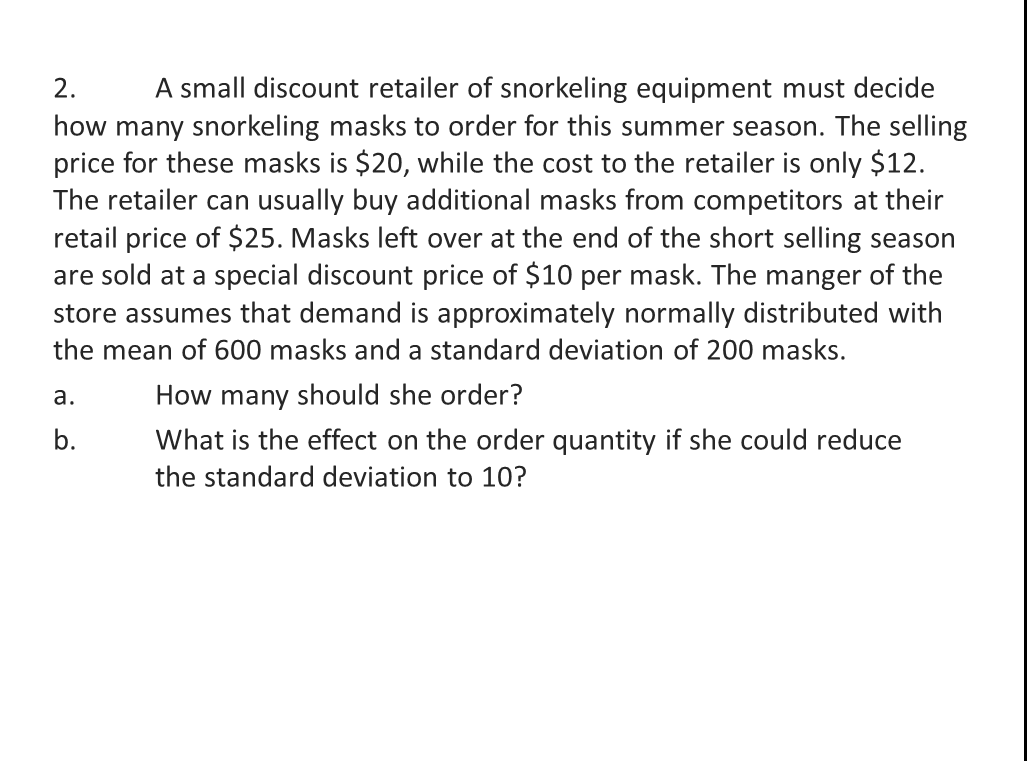 2. A small discount retailer of snorkeling equipment must decide
how many snorkeling masks to order for this summer season. The selling
price for these masks is $20, while the cost to the retailer is only $12.
The retailer can usually buy additional masks from competitors at their
retail price of $25. Masks left over at the end of the short selling season
are sold at a special discount price of $10 per mask. The manger of the
store assumes that demand is approximately normally distributed with
the mean of 600 masks and a standard deviation of 200 masks.
a. How many should she order?
b. What is the effect on the order quantity if she could reduce
the standard deviation to 10?